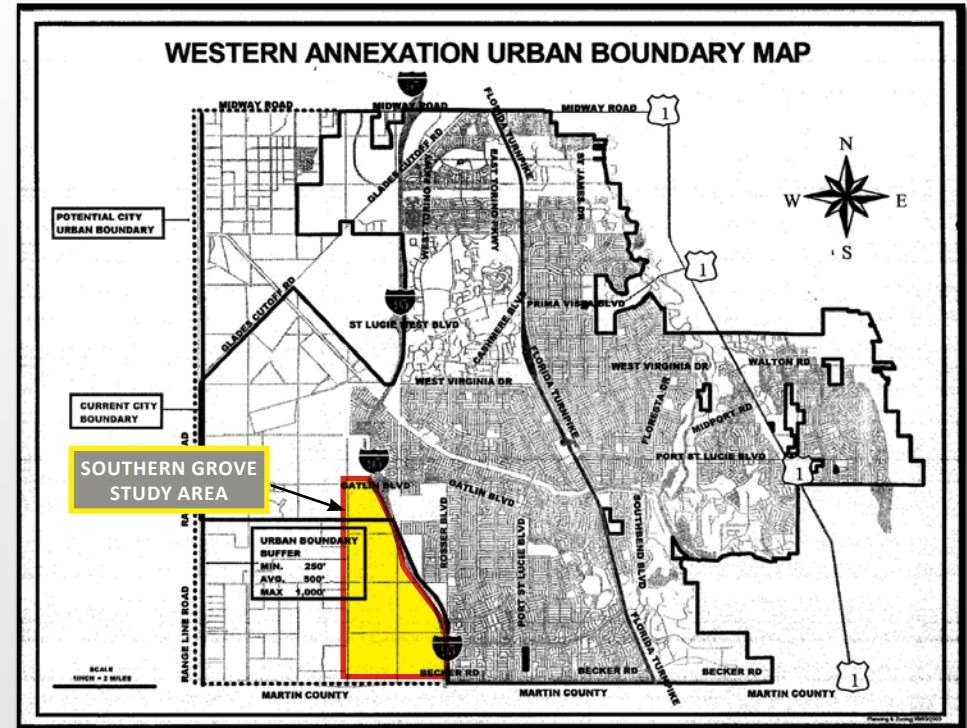 WESTERN ANNEXATION URBAN BOUNDARY MAP
MIDWAY ROAD
MIDWAY ROAD
MIDWAY ROAD
1
FLORIDA TURNPIKE
GLADES CUTOFF RD
WEST TORINO PKWY
EAST TORINO PKWY
ST JAMES DR
N
W
E
S
POTENTIAL CITY
URBAN BOUNDARY
1
GLADES CUTOFF RD
PRIMA VISTA BLVD
ST LUCIE WEST BLVD
CASHMERE BLVD
FLORIDA TURNPIKE
WEST VIRGINIA DR
WEST VIRGINIA DR
WALTON RD
CURRENT CITY
BOUNDARY
FLORESTA DR
MIDPORT RD
PORT ST LUCIE BLVD
1
SOUTHERN GROVE
STUDY AREA
GATLIN BLVD
GATLIN BLVD
ROSSER BLVD
PORT ST LUCIE BLVD
SOUTHBEND BLVD
URBAN BOUNDARY
BUFFER
MIN. 250'
AVG. 500'
MAX 1,000'
RANGE LINE ROAD
FLORIDA TURNPIKE
BECKER RD
BECKER RD
BECKER RD
1
SCALE
1INCH = 2 MILES
MARTIN COUNTY
MARTIN COUNTY
MARTIN COUNTY